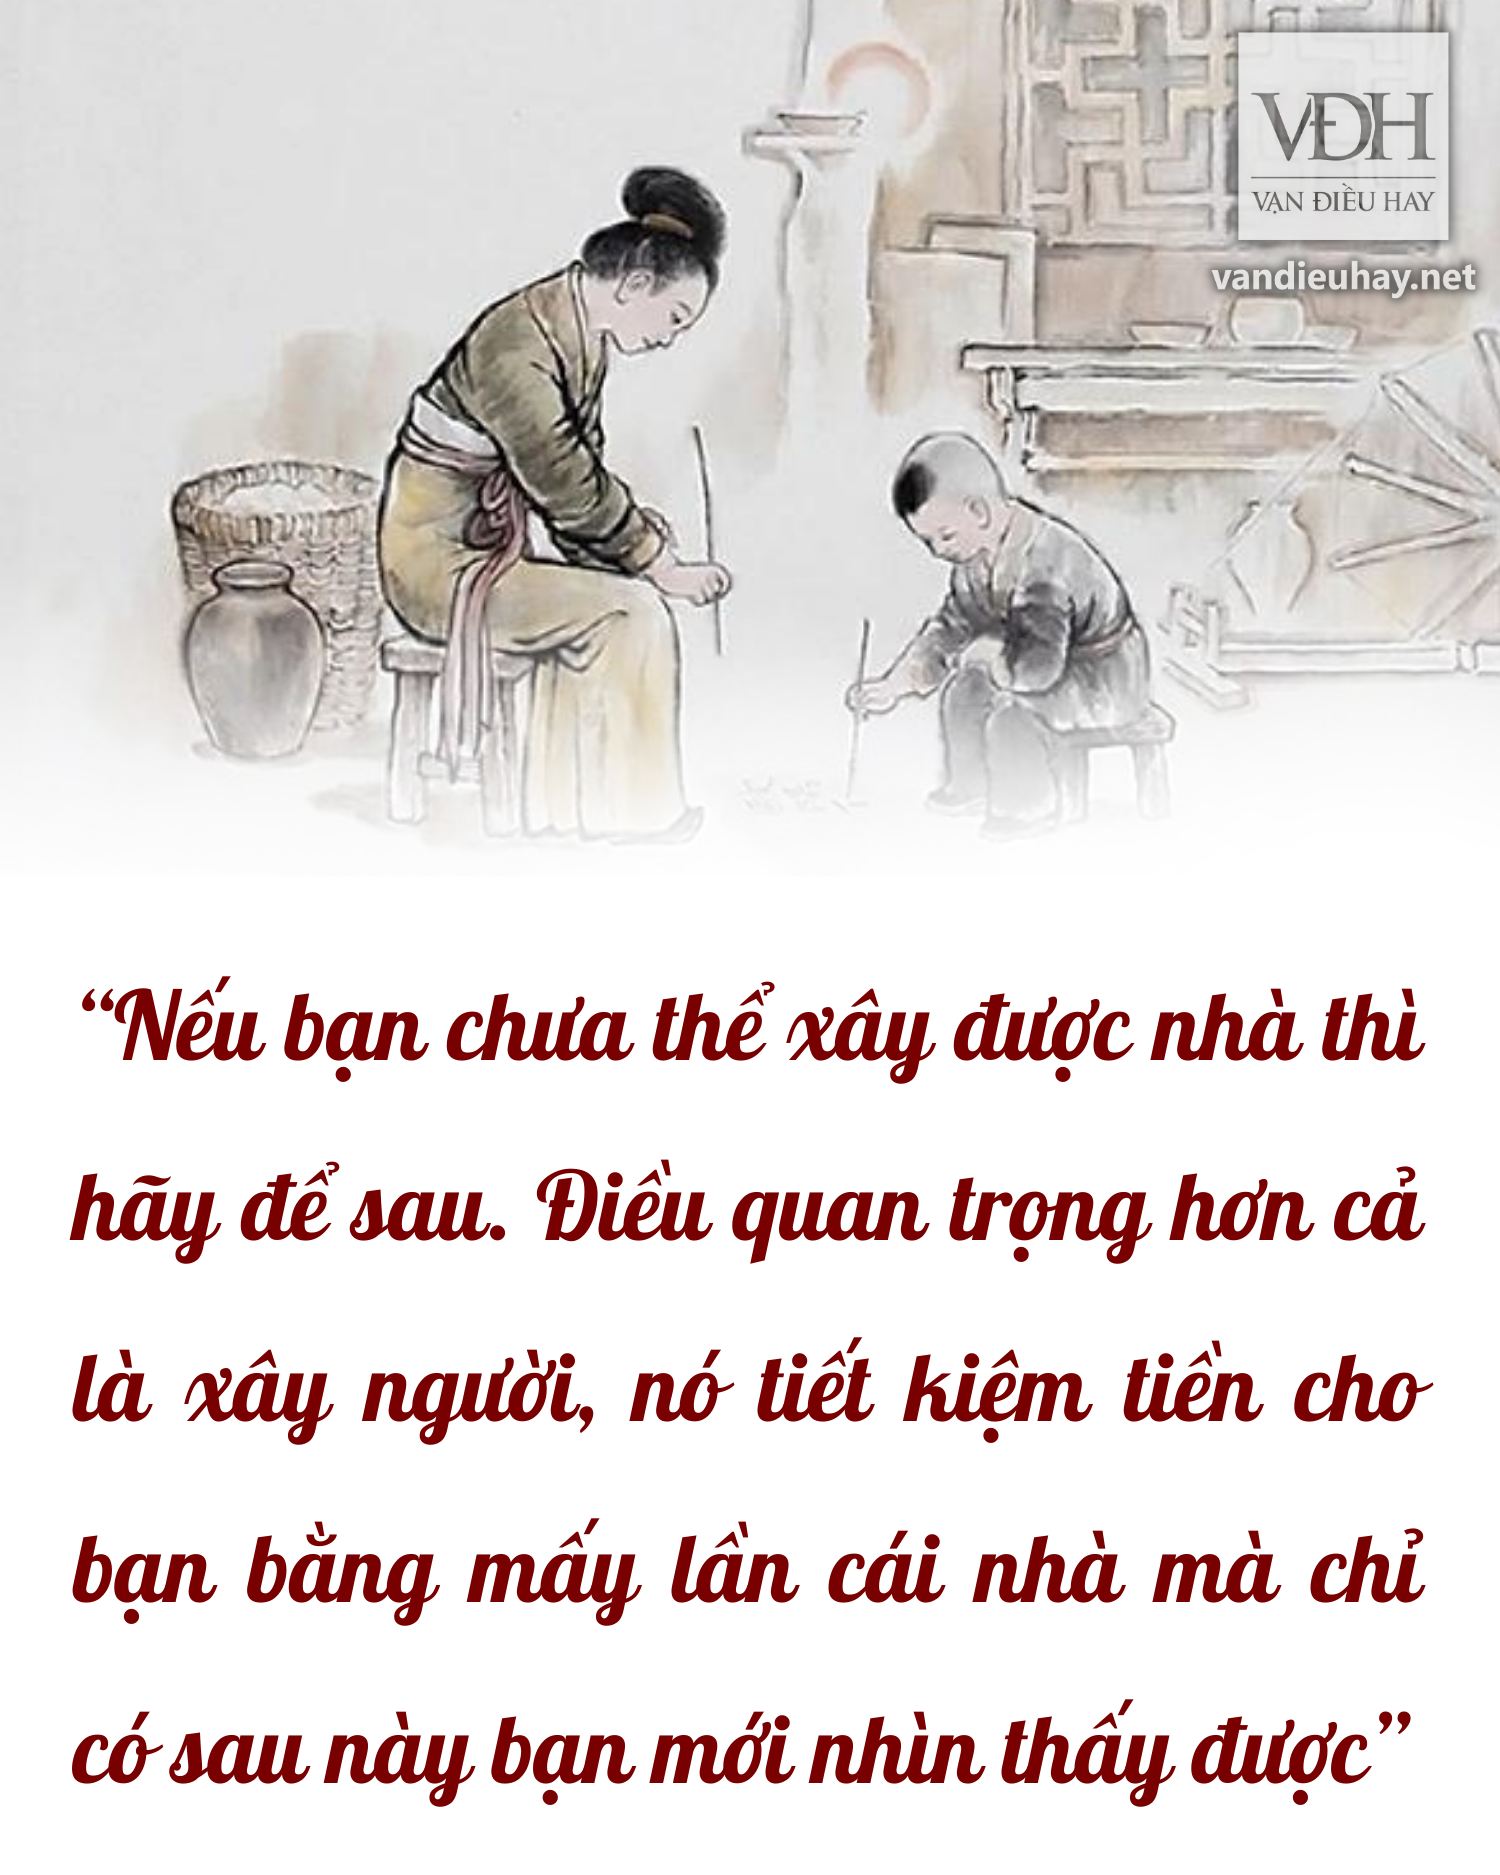 VĐH
VẠN ĐIỀU HAY
vandieuhay.net
“Nếu bạn chưa thể xây được nhà thì
hãy để sau. Điều quan trọng hơn cả
là xây người, nó tiết kiệm tiền cho
bạn bằng mấy lần cái nhà mà chỉ
có sau này bạn mới nhìn thấy được”